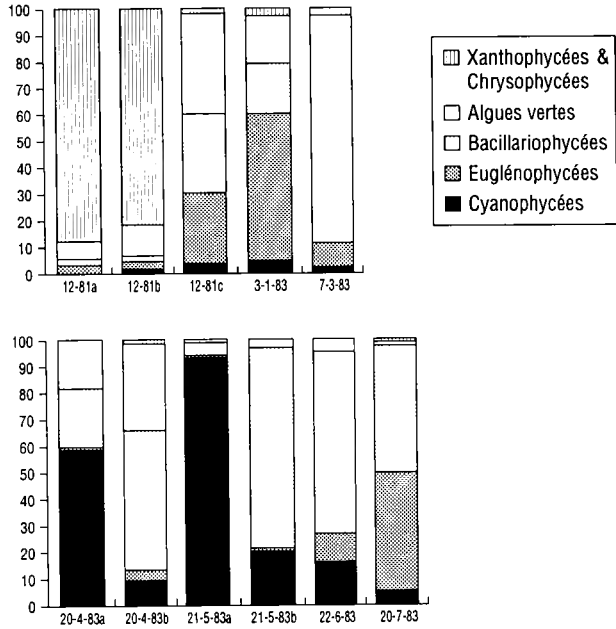 100
90
80
70
60
50
40
30
20
10
0
12-81a 12-81b 12-81c 3-1-83 7-3-83
Xanthophycées &
Chrysophycées
Algues vertes
Bacillariophycées
Euglénophycées
Cyanophycées
100
90
80
70
60
50
40
30
20
10
0
20-4-83a 20-4-83b 21-5-83a 21-5-83b 22-6-83 20-7-83